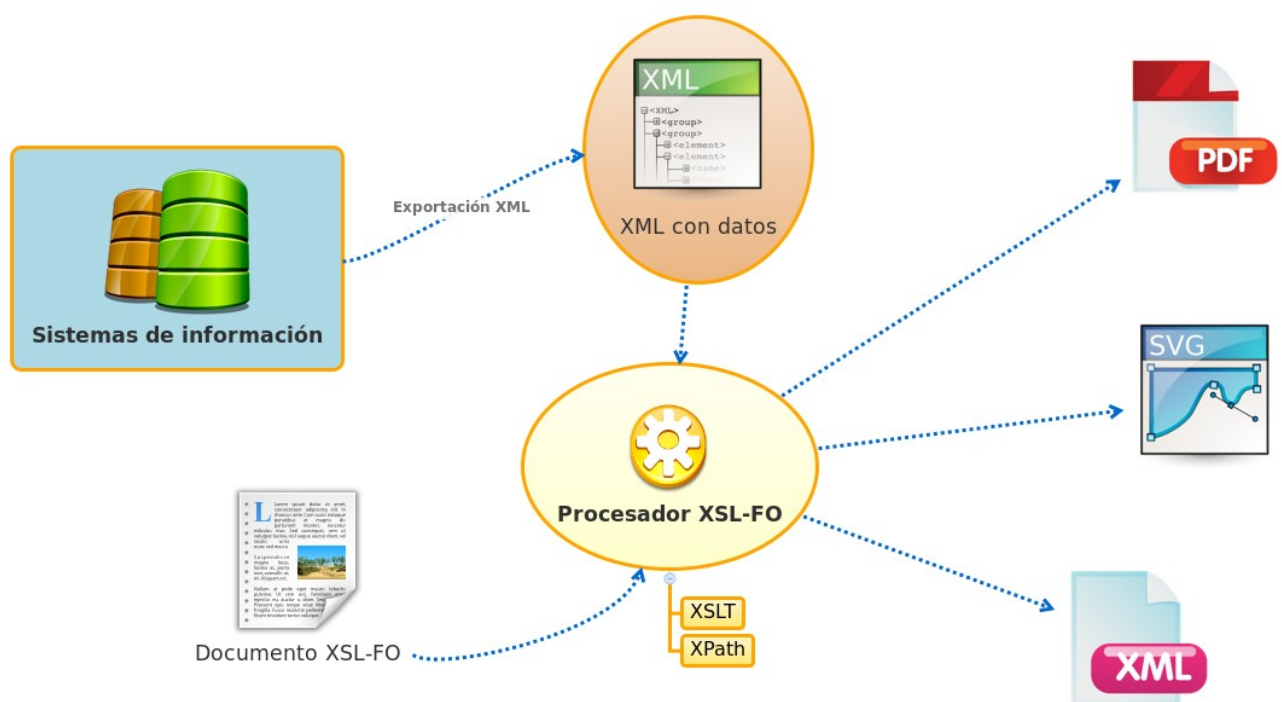 XML
<XML>
<group>
<group>
<element>
<element>
<name>
XML con datos
PDF
Exportación XML
Sistemas de información
SVG
Procesador XSL-FO
XSLT
XPath
Documento XSL-FO
XML